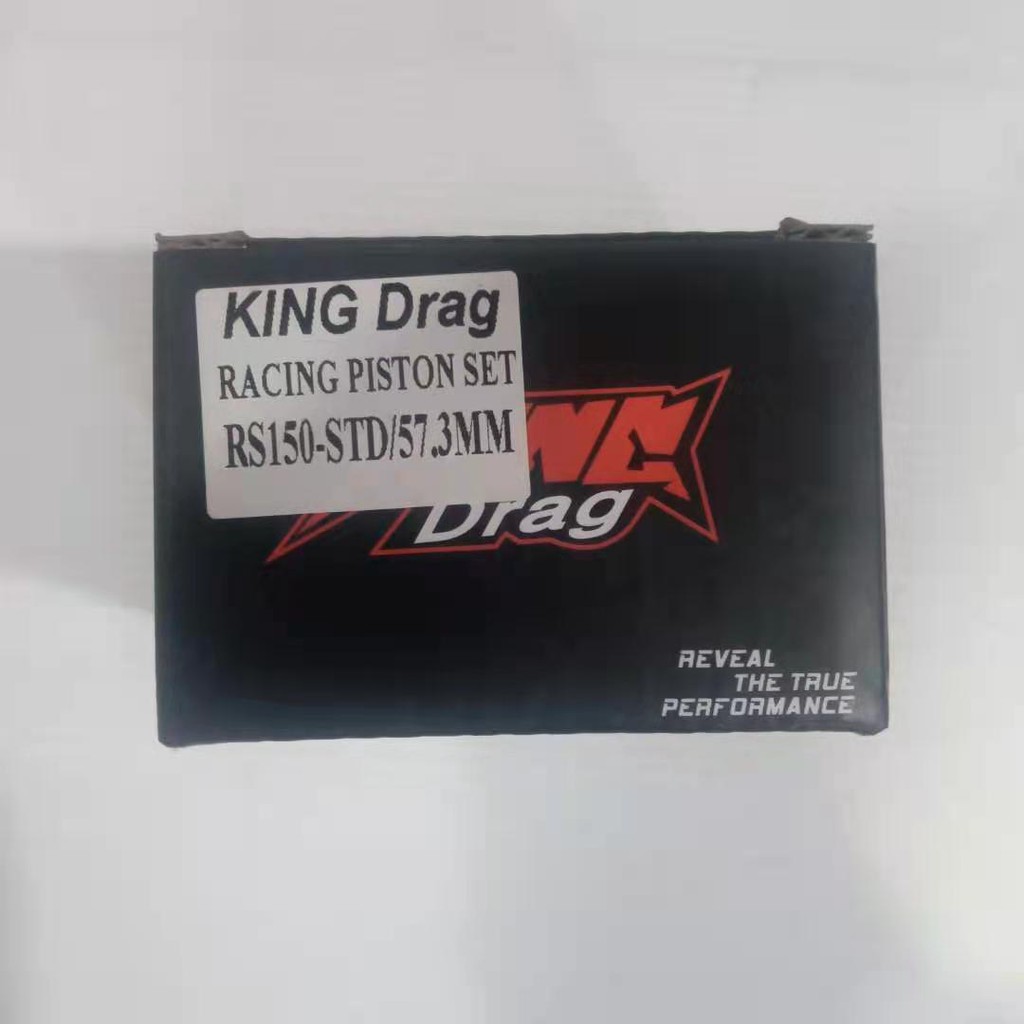 KING Drag
RACING PISTON SET
RS150-STD/57.3MM
Drag
REVEAL
THE TRUE
PERFORMANCE